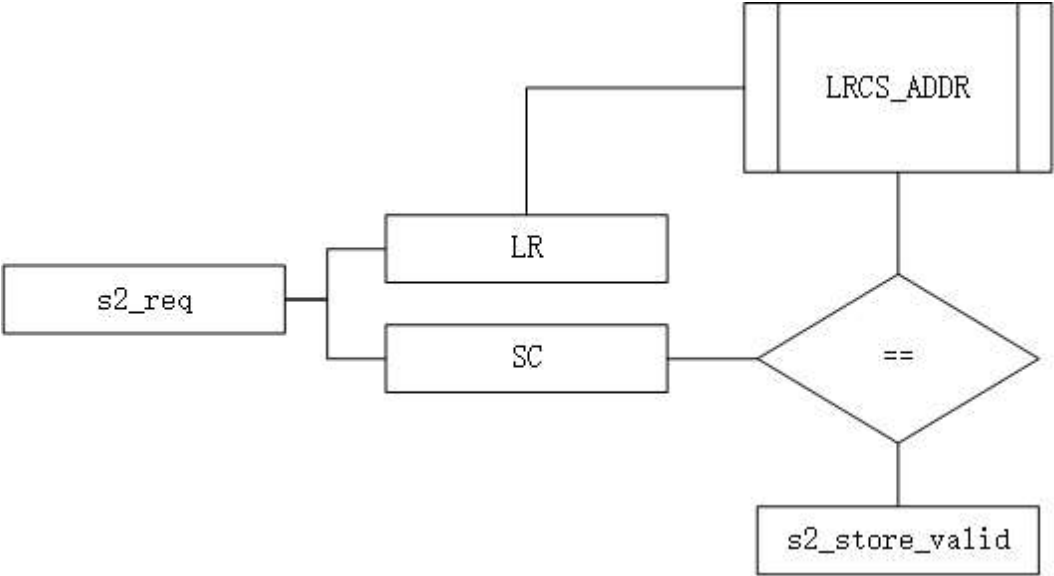 LRCS_ADDR
LR
s2_req
SC
==
s2_store_valid